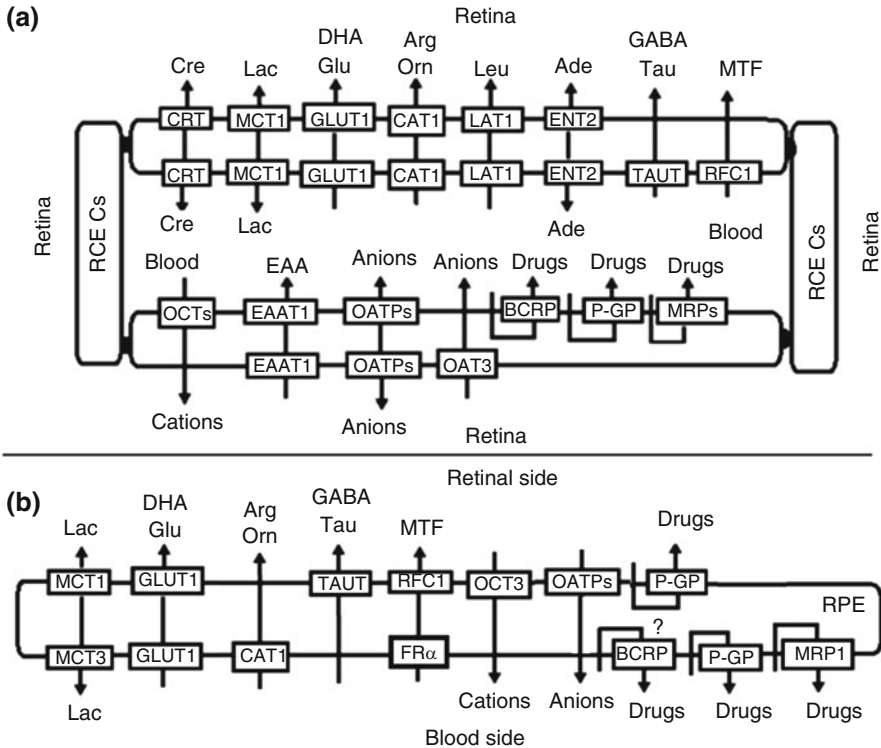 (a)
Retina
DHA
Arg
GABA
Cre
Lac
Glu
Orn
Leu
Ade
Tau
MTF
CRT
MCT1
GLUT1
CAT1
LAT1
ENT2
CRT
MCT1
GLUT1
CAT1
LAT1
ENT2
TAUT
RFC1
Cre
Lac
Ade
Blood
Retina
RCE Cs
RCE Cs
Retina
Blood
EAA
Anions
Anions
Drugs
Drugs
Drugs
OCTs
EAAT1
OATPs
BCRP
P-GP
MRPs
EAAT1
OATPs
OAT3
Cations
Anions
Retina
(b)
Retinal side
DHA
Arg
GABA
Lac
Glu
Orn
Tau
MTF
Drugs
MCT1
GLUT1
TAUT
RFC1
OCT3
OATPs
P-GP
RPE
?
MCT3
GLUT1
CAT1
FRα
BCRP
P-GP
MRP1
Lac
Cations
Anions
Drugs
Drugs
Drugs
Blood side